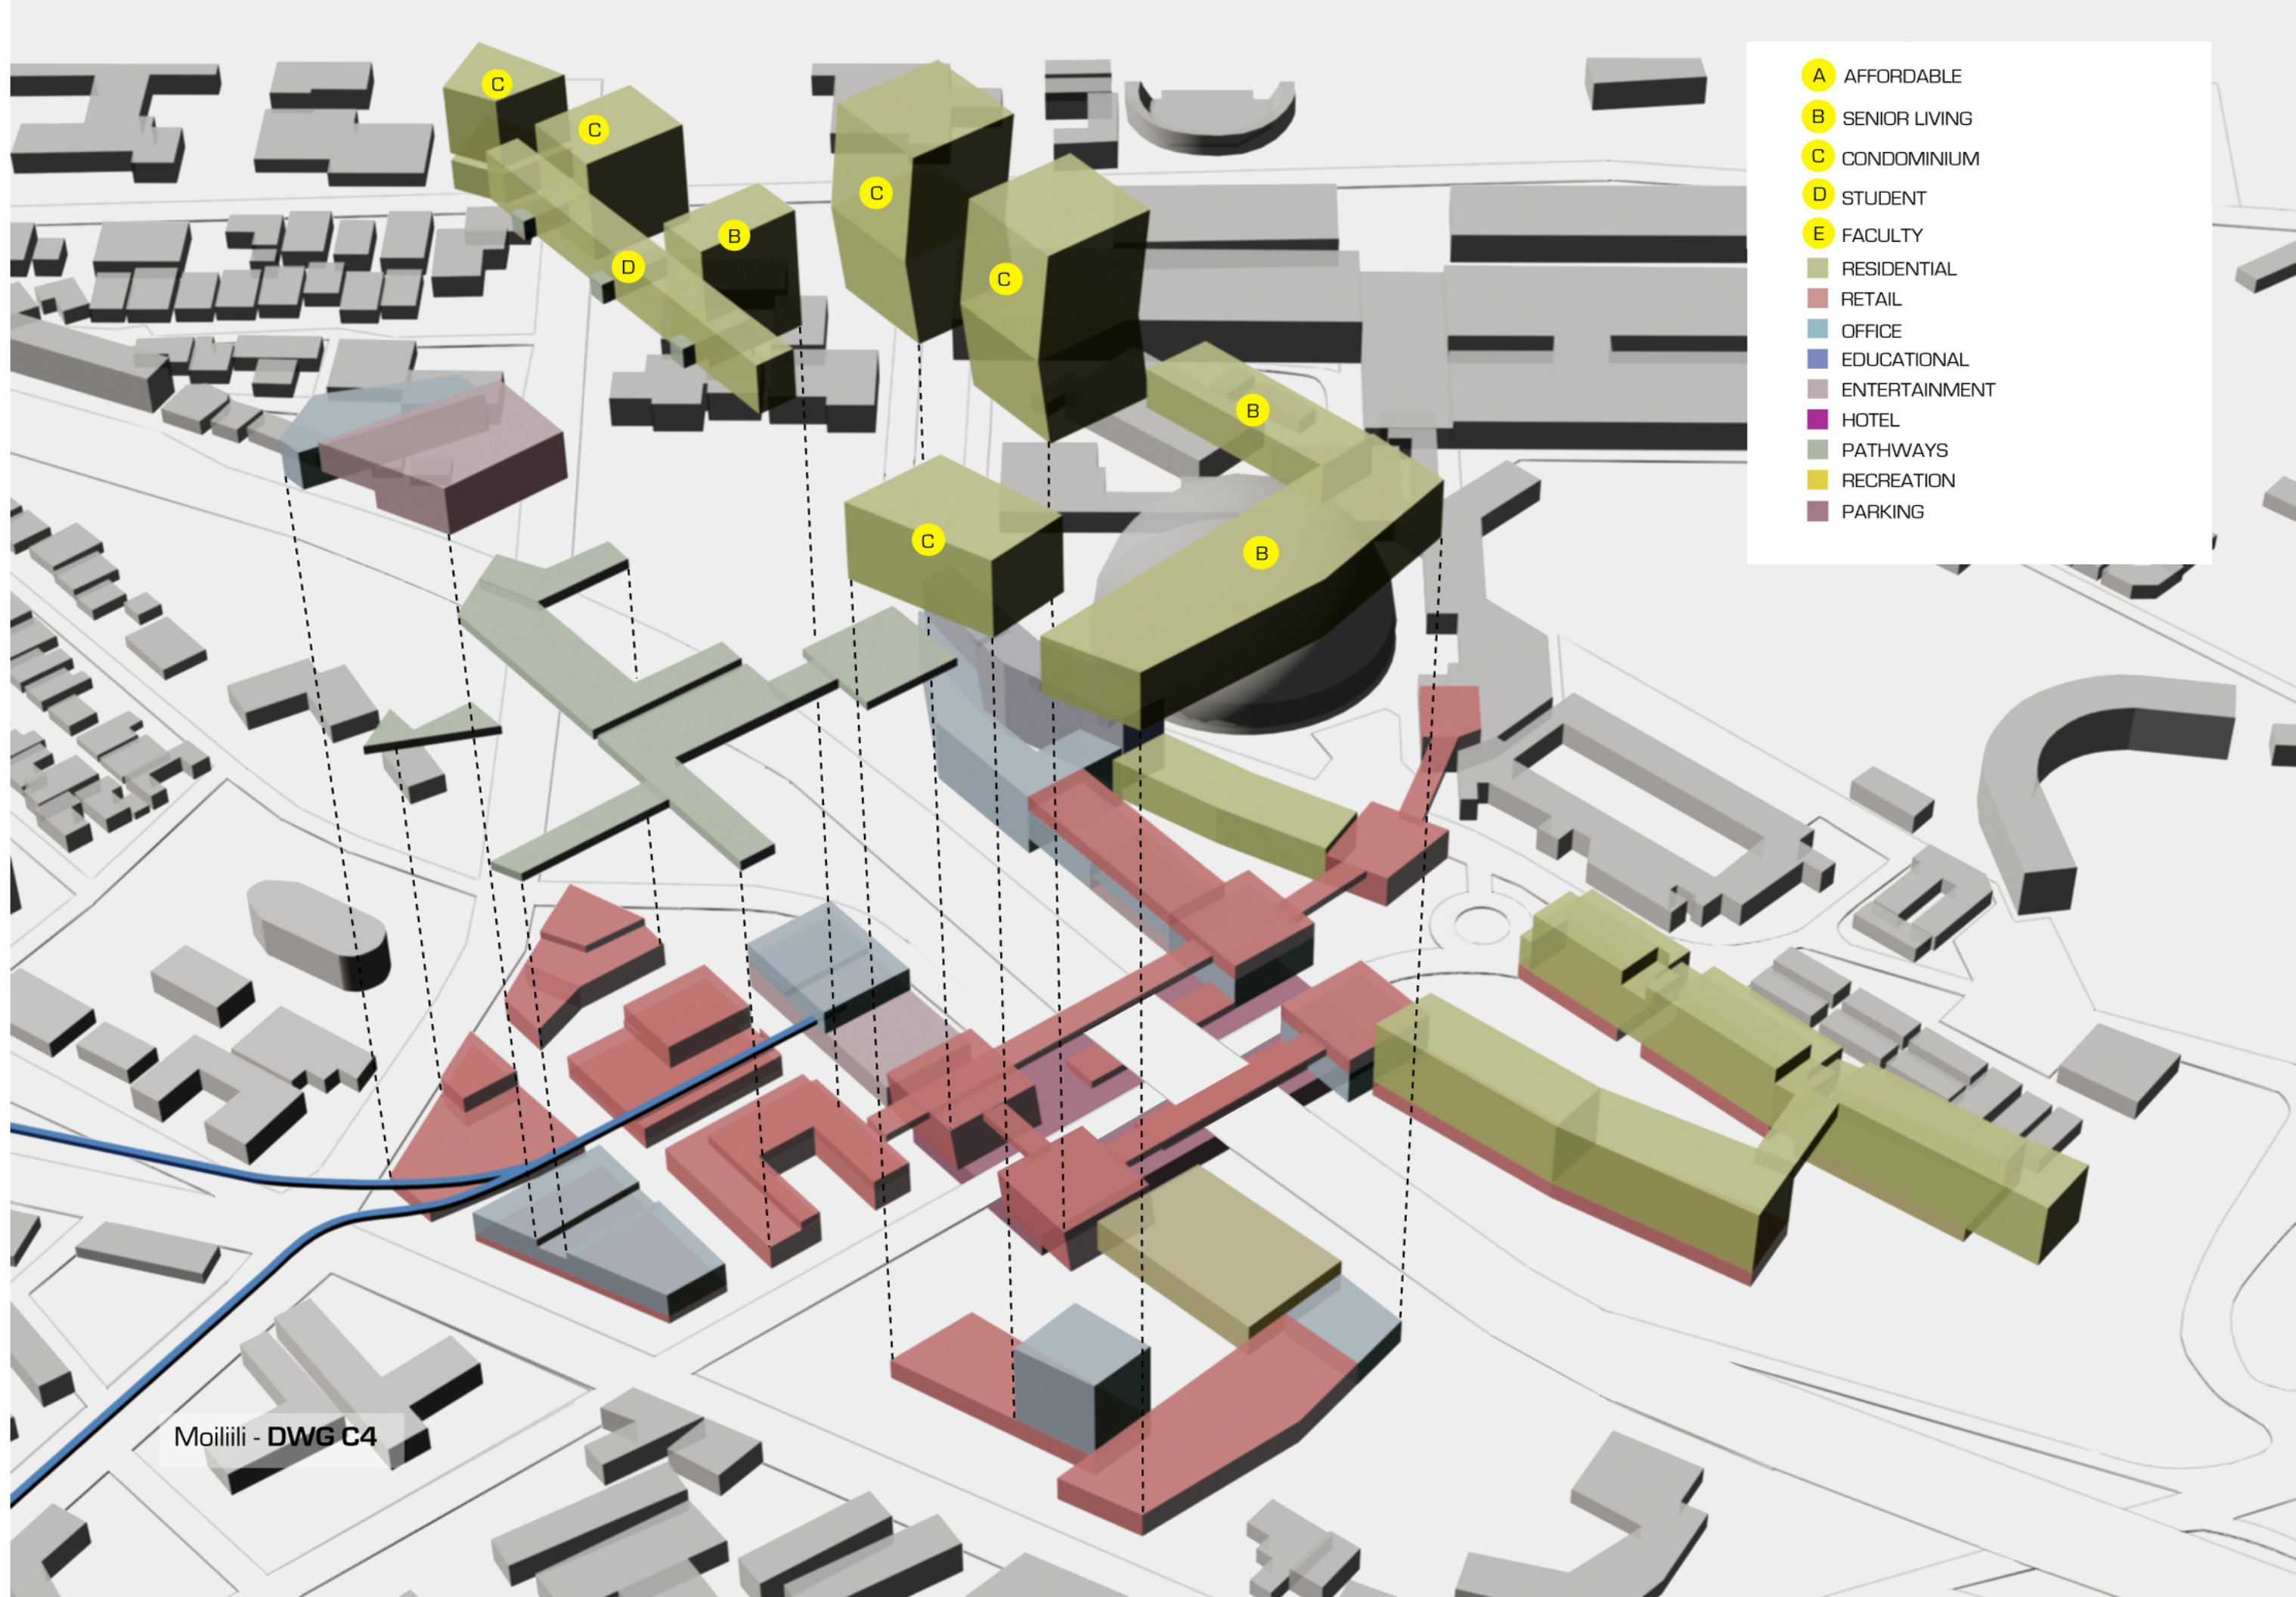 C
C
C
B
C
D
C
B
C
B
A AFFORDABLE
B SENIOR LIVING
C CONDOMINIUM
D STUDENT
E FACULTY
RESIDENTIAL
RETAIL
OFFICE
EDUCATIONAL
ENTERTAINMENT
HOTEL
PATHWAYS
RECREATION
PARKING
Moiliili - DWG C4